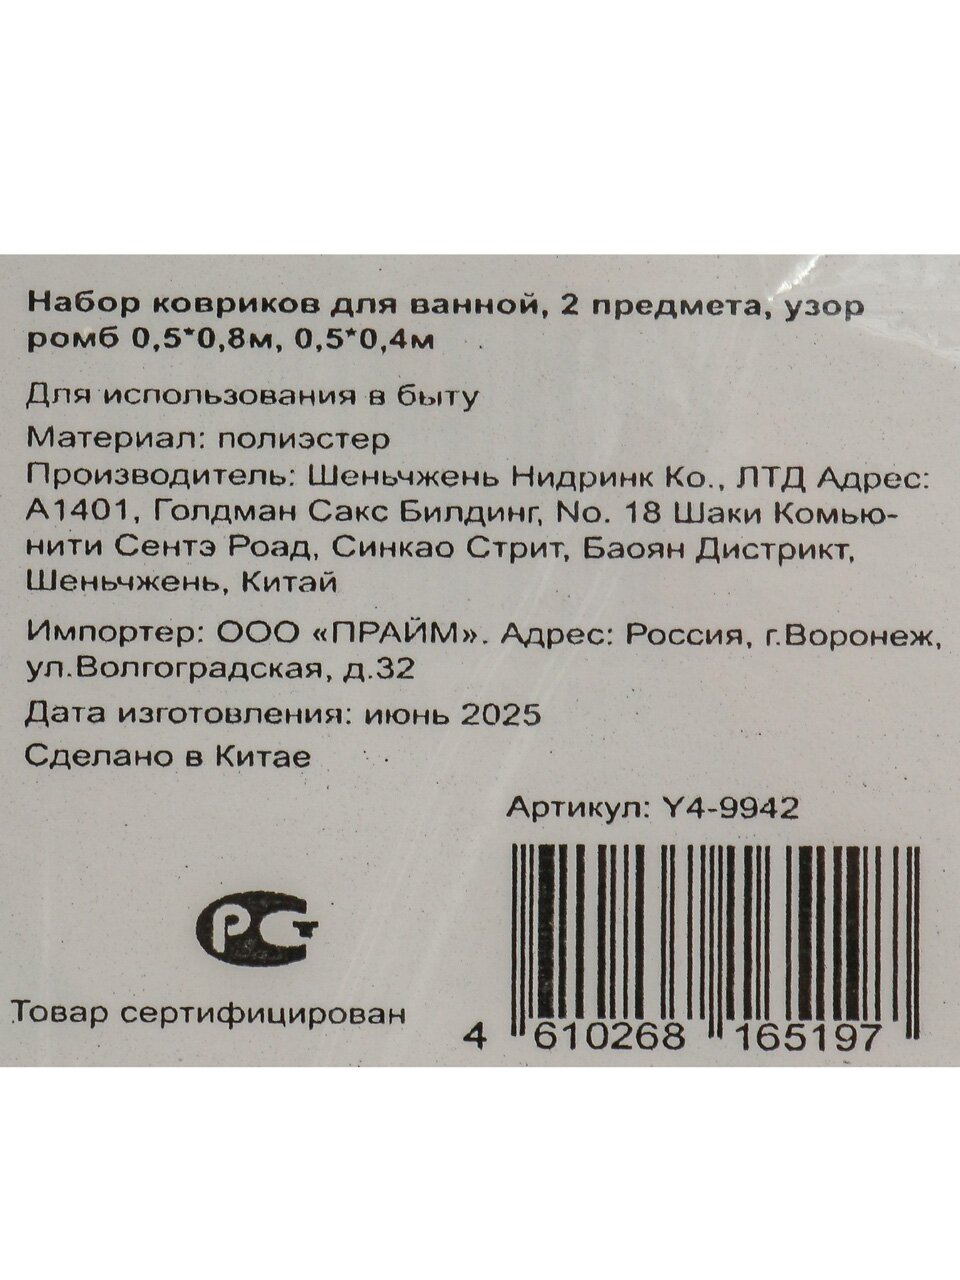 Набор ковриков для ванной, 2 предмета, узор
ромб 0,5*0,8м, 0,5*0,4м
Для использования в быту
Материал: полиэстер
Производитель: Шеньчжень Нидринк Ко., ЛТД Адрес:
А1401, Голдман Сакс Билдинг, No. 18 Шаки Комью-
нити Сентэ Роад, Синкао Стрит, Баоян Дистрикт,
Шеньчжень, Китай
Импортер: ООО «ПРАЙМ». Адрес: Россия, г.Воронеж,
ул.Волгоградская, д.32
Дата изготовления: июнь 2025
Сделано в Китае
Артикул: Y4-9942
РСТ
Товар сертифицирован
4 610268 165197